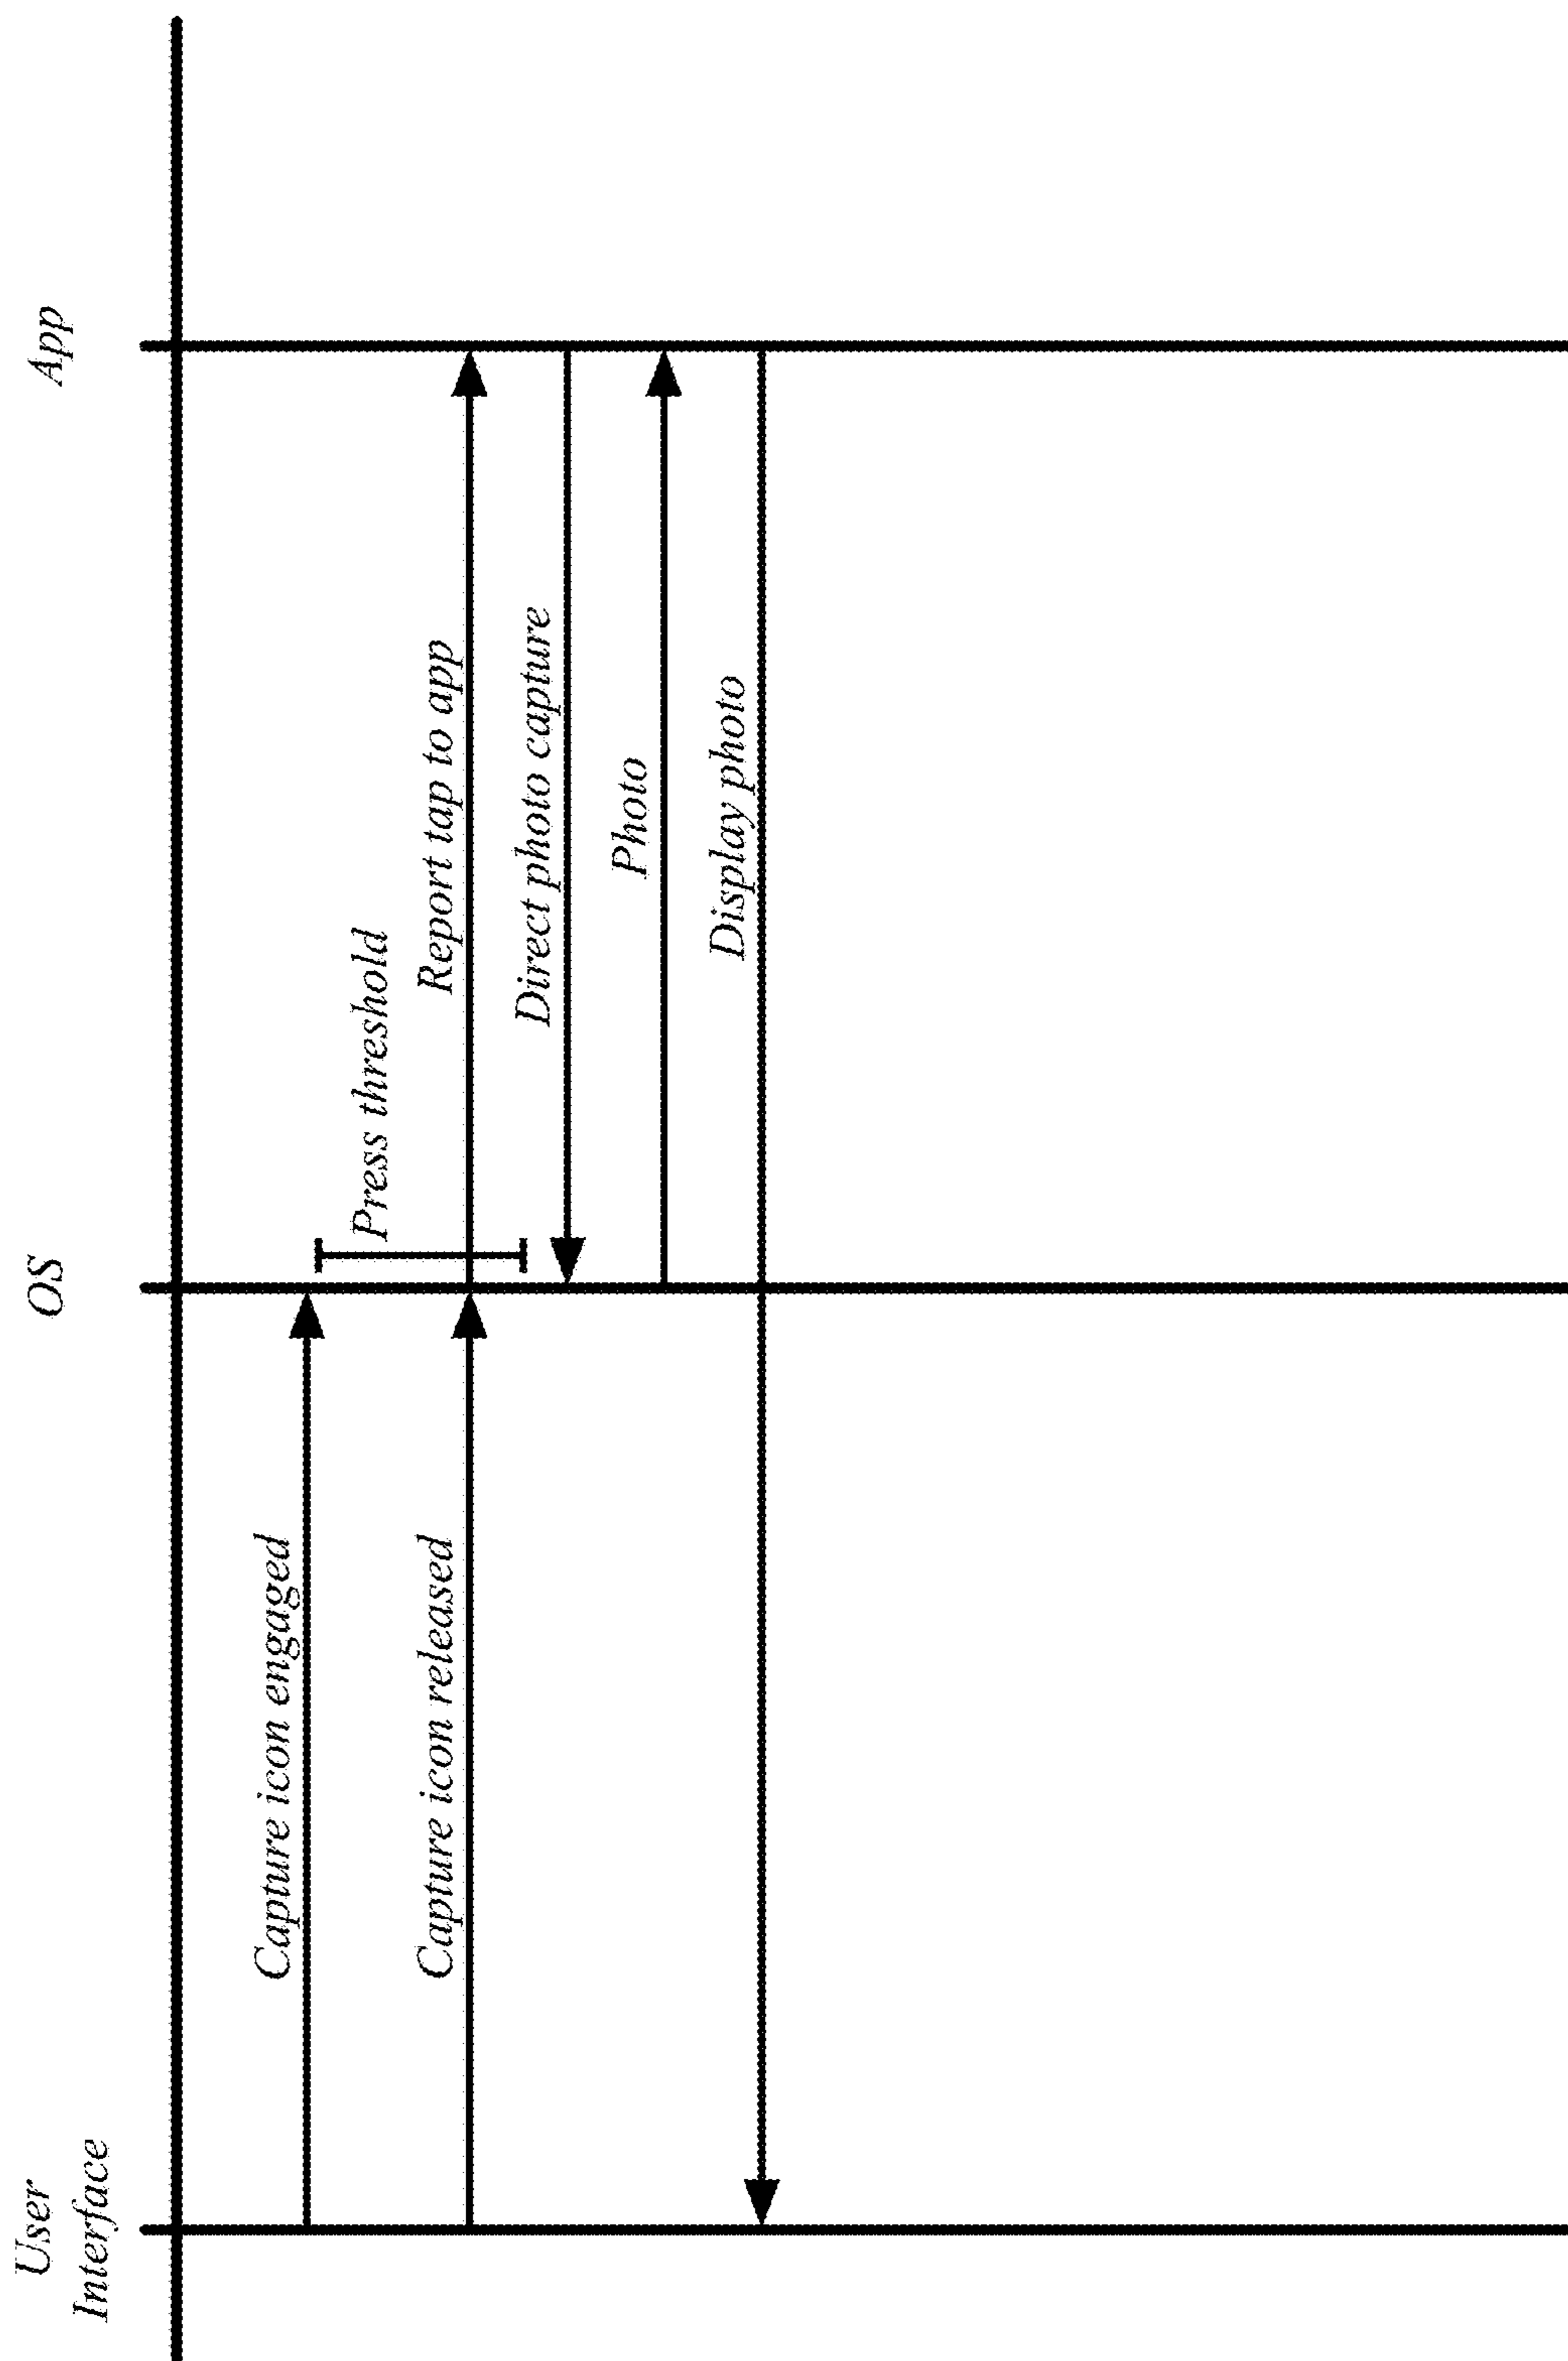 User
Interface
OS
App
Capture icon engaged
Press threshold
Capture icon released
Report tap to app
Direct photo capture
Photo
Display photo